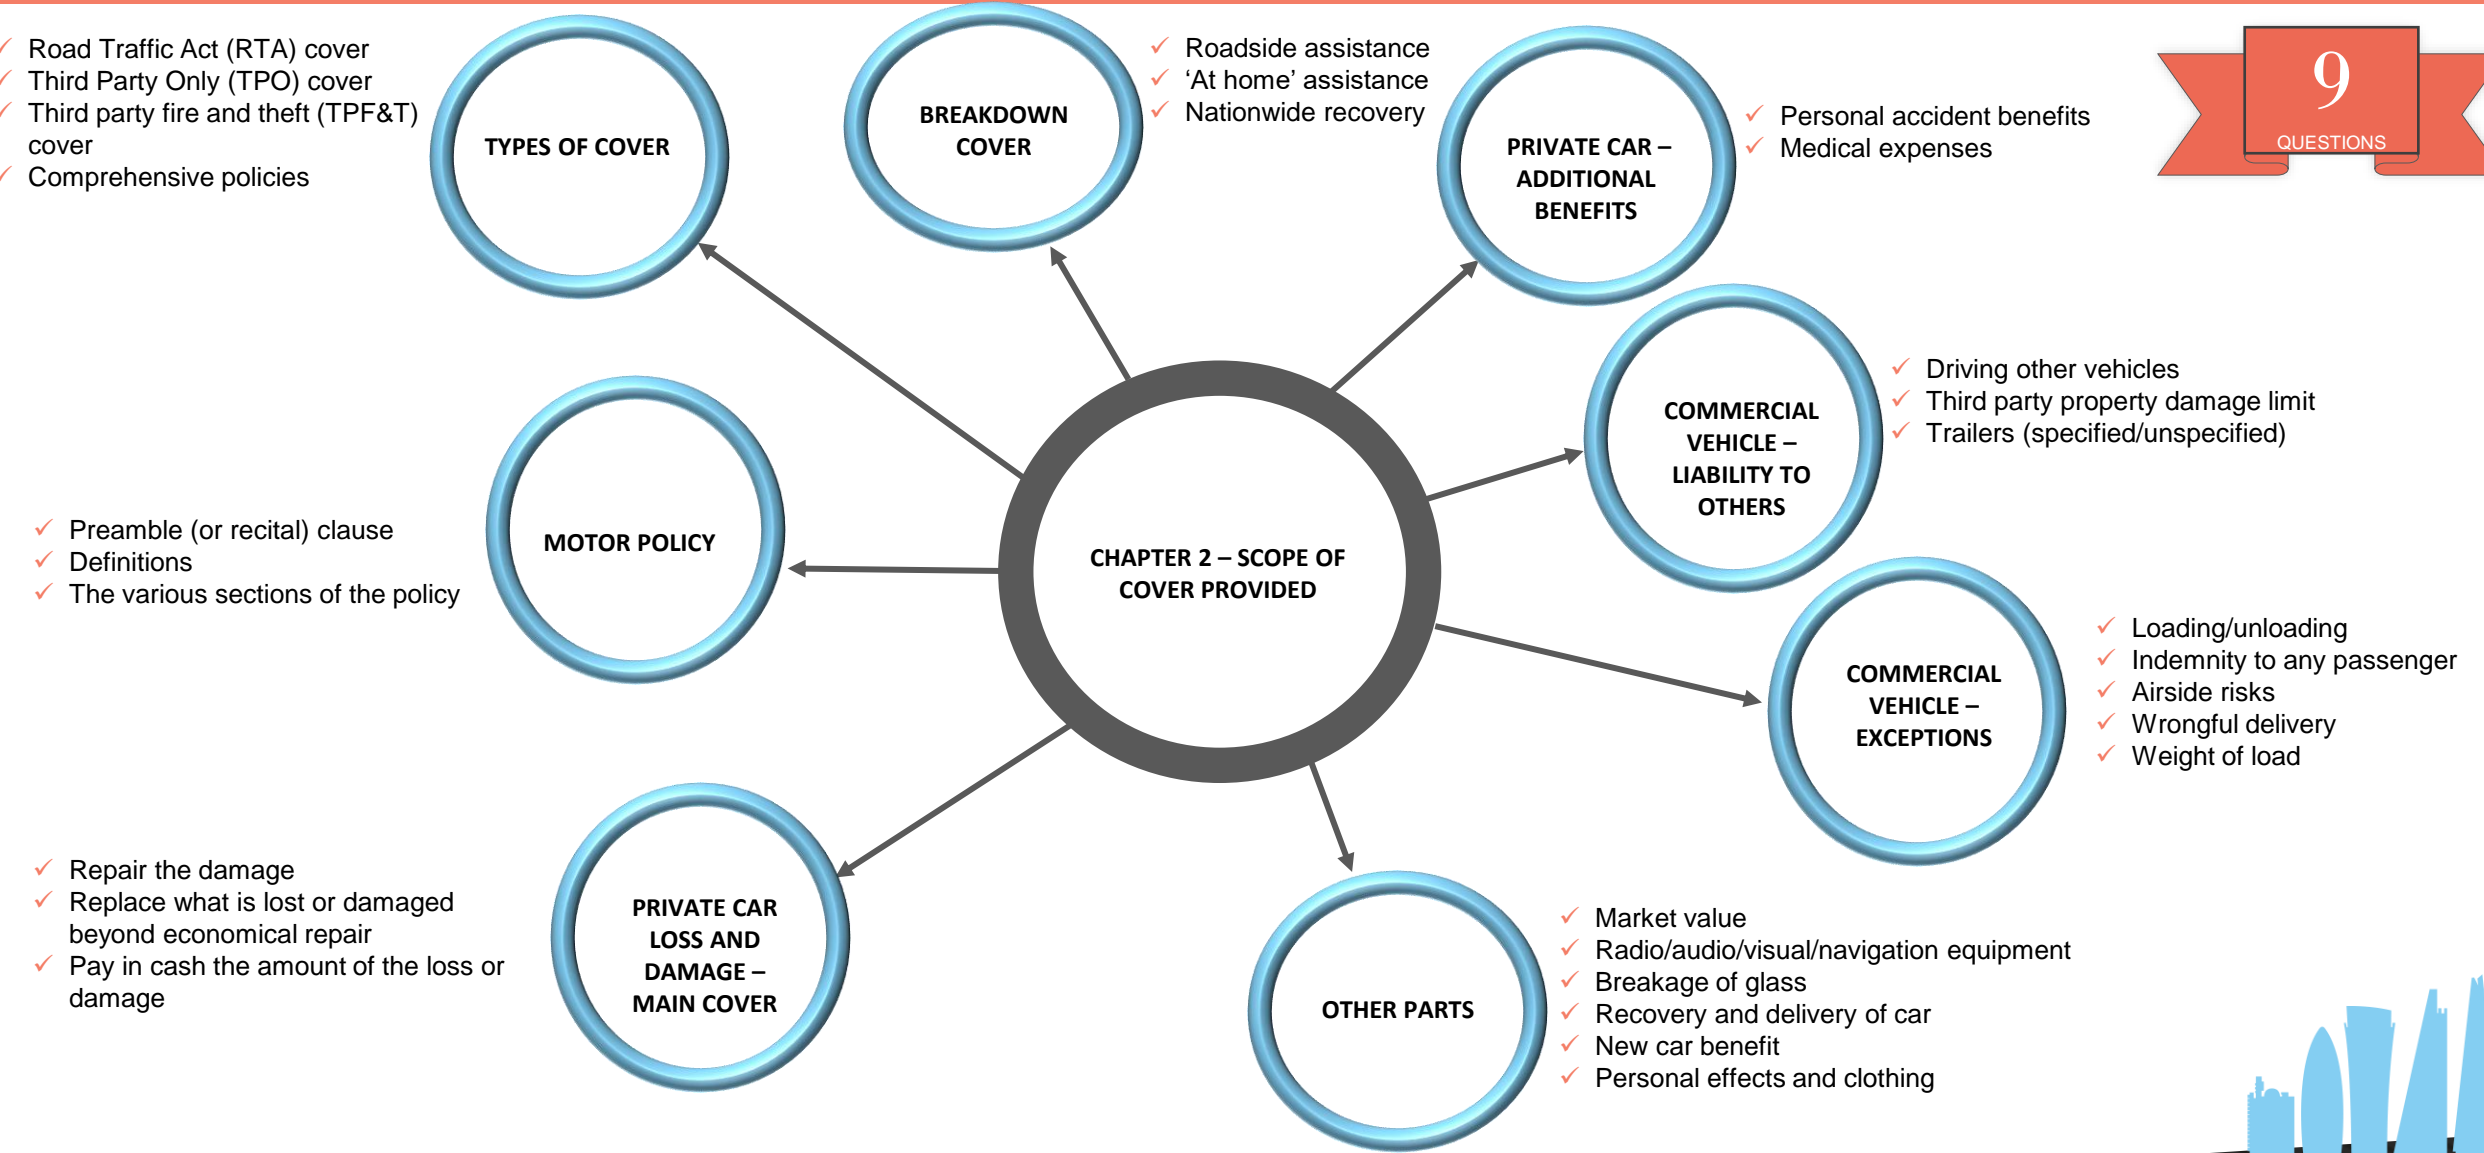 Road Traffic Act (RTA) cover
Third Party Only (TPO) cover
Third party fire and theft (TPF&T)
cover
Comprehensive policies
TYPES OF COVER
BREAKDOWN
COVER
Roadside assistance
‘At home’ assistance
Nationwide recovery
PRIVATE CAR –
ADDITIONAL
BENEFITS
Personal accident benefits
Medical expenses
9
QUESTIONS
COMMERCIAL
VEHICLE –
LIABILITY TO
OTHERS
Driving other vehicles
Third party property damage limit
Trailers (specified/unspecified)
Preamble (or recital) clause
Definitions
The various sections of the policy
MOTOR POLICY
CHAPTER 2 – SCOPE OF
COVER PROVIDED
COMMERCIAL
VEHICLE –
EXCEPTIONS
Loading/unloading
Indemnity to any passenger
Airside risks
Wrongful delivery
Weight of load
Repair the damage
Replace what is lost or damaged
beyond economical repair
Pay in cash the amount of the loss or
damage
PRIVATE CAR
LOSS AND
DAMAGE –
MAIN COVER
OTHER PARTS
Market value
Radio/audio/visual/navigation equipment
Breakage of glass
Recovery and delivery of car
New car benefit
Personal effects and clothing